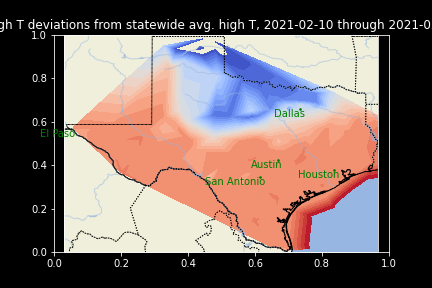 gh T deviations from statewide avg. high T, 2021-02-10 through 2021-0
1.0
0.8
Dallas
0.6
El Paso
0.4
Austin
Houston
San Antonio
0.2
0.0
0.0 0.2 0.4 0.6 0.8 1.0